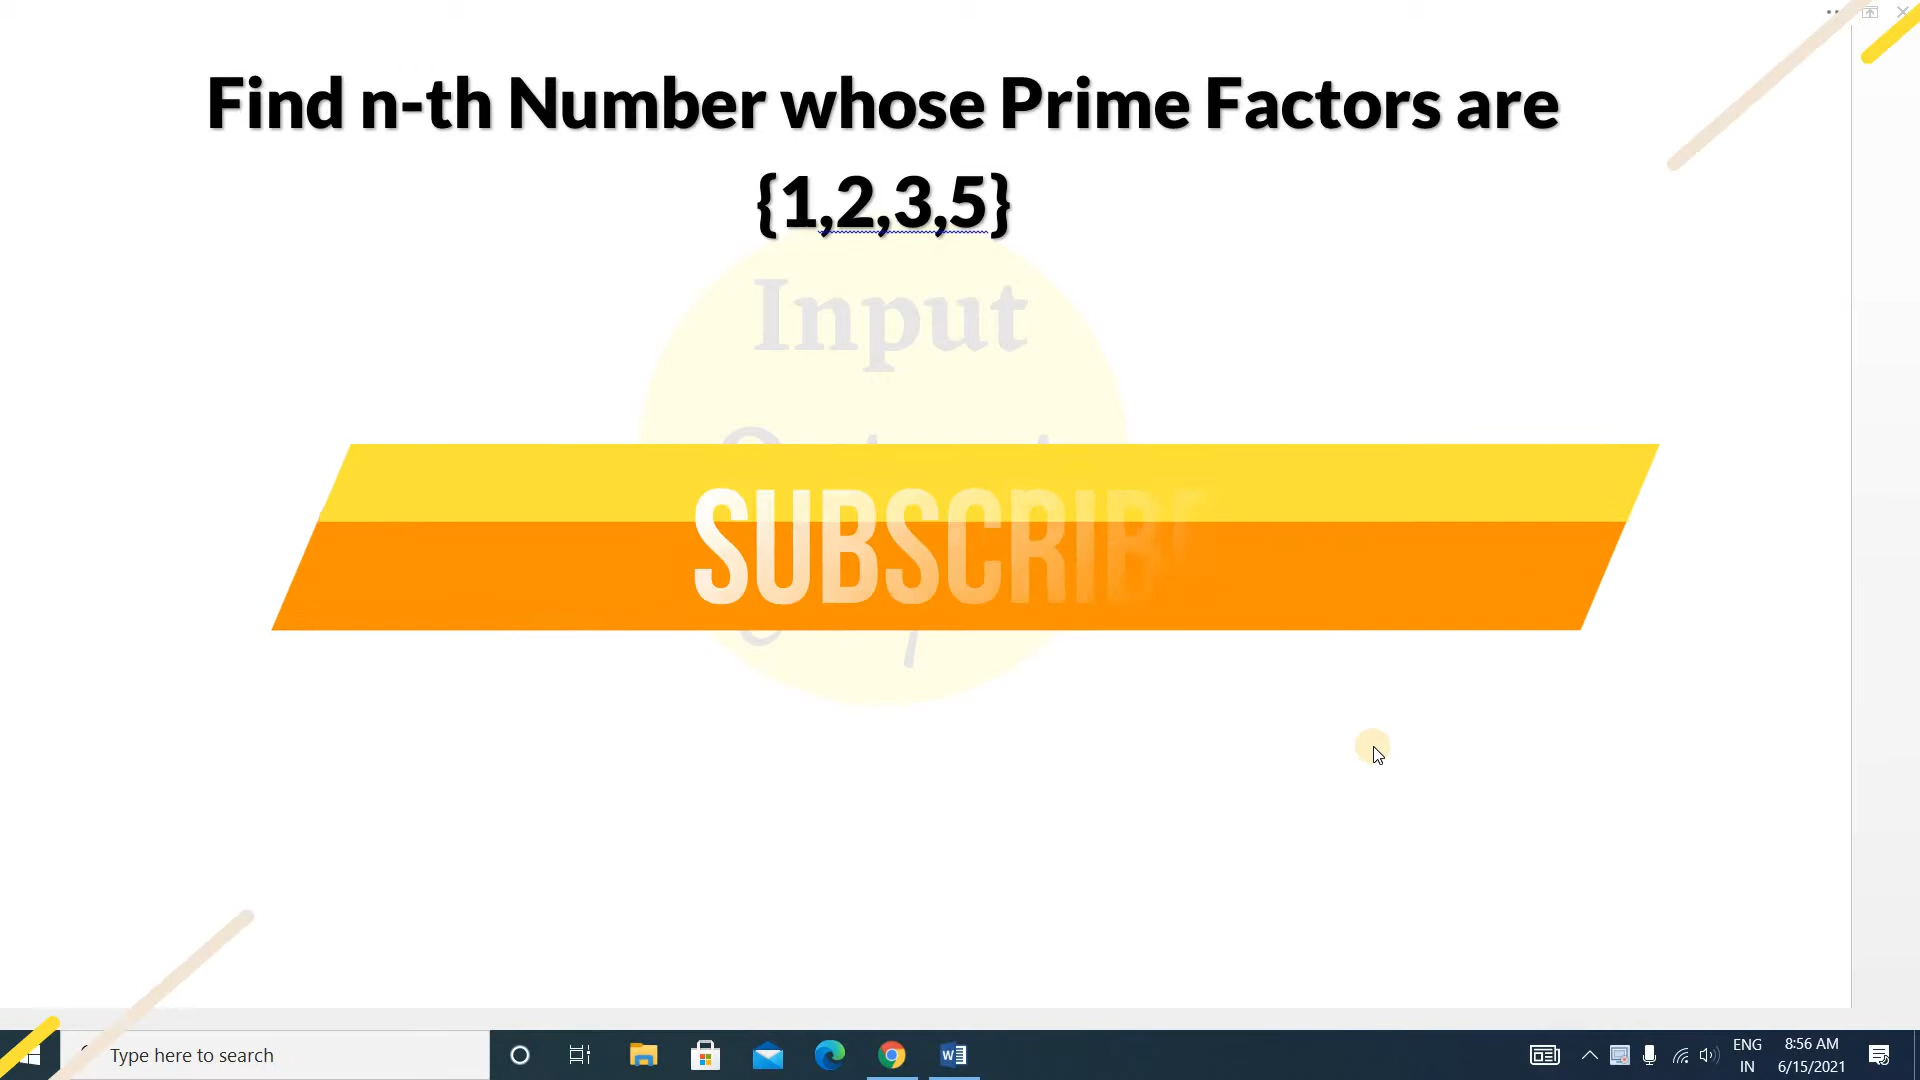 Find n-th Number whose Prime Factors are
{1,2,3,5}
Input
SUBSCRIBE
Type here to search
ENG
IN
8:56 AM
6/15/2021